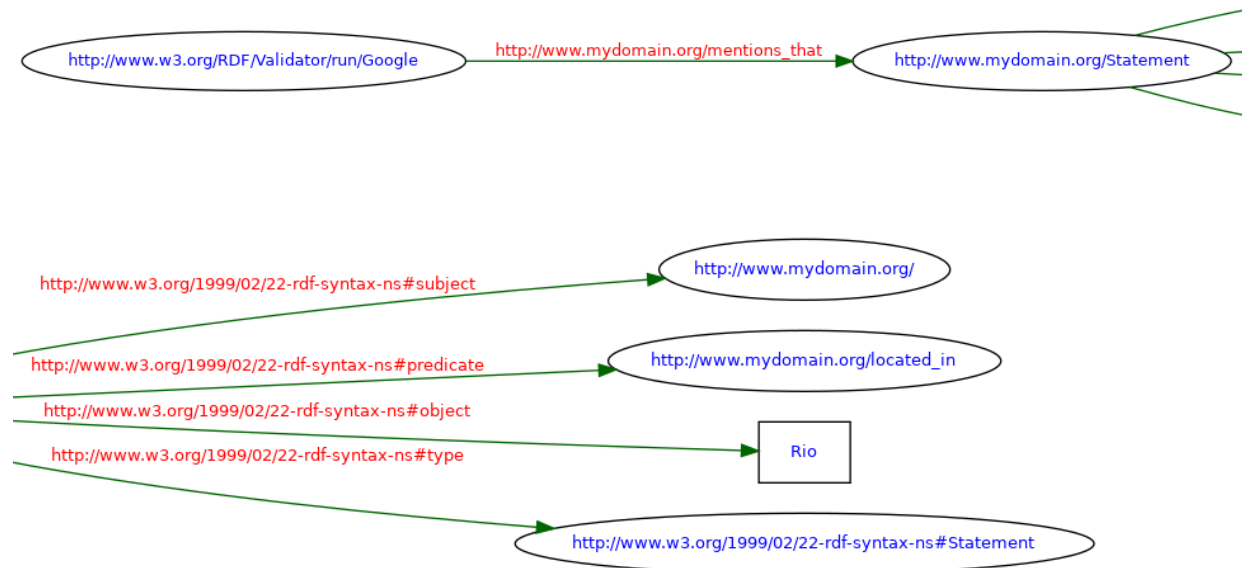 http://www.w3.org/RDF/Validator/run/Google
http://www.mydomain.org/mentions_that
http://www.mydomain.org/Statement
http://www.w3.org/1999/02/22-rdf-syntax-ns#subject
http://www.mydomain.org/
http://www.w3.org/1999/02/22-rdf-syntax-ns#predicate
http://www.mydomain.org/located_in
http://www.w3.org/1999/02/22-rdf-syntax-ns#object
Rio
http://www.w3.org/1999/02/22-rdf-syntax-ns#type
http://www.w3.org/1999/02/22-rdf-syntax-ns#Statement